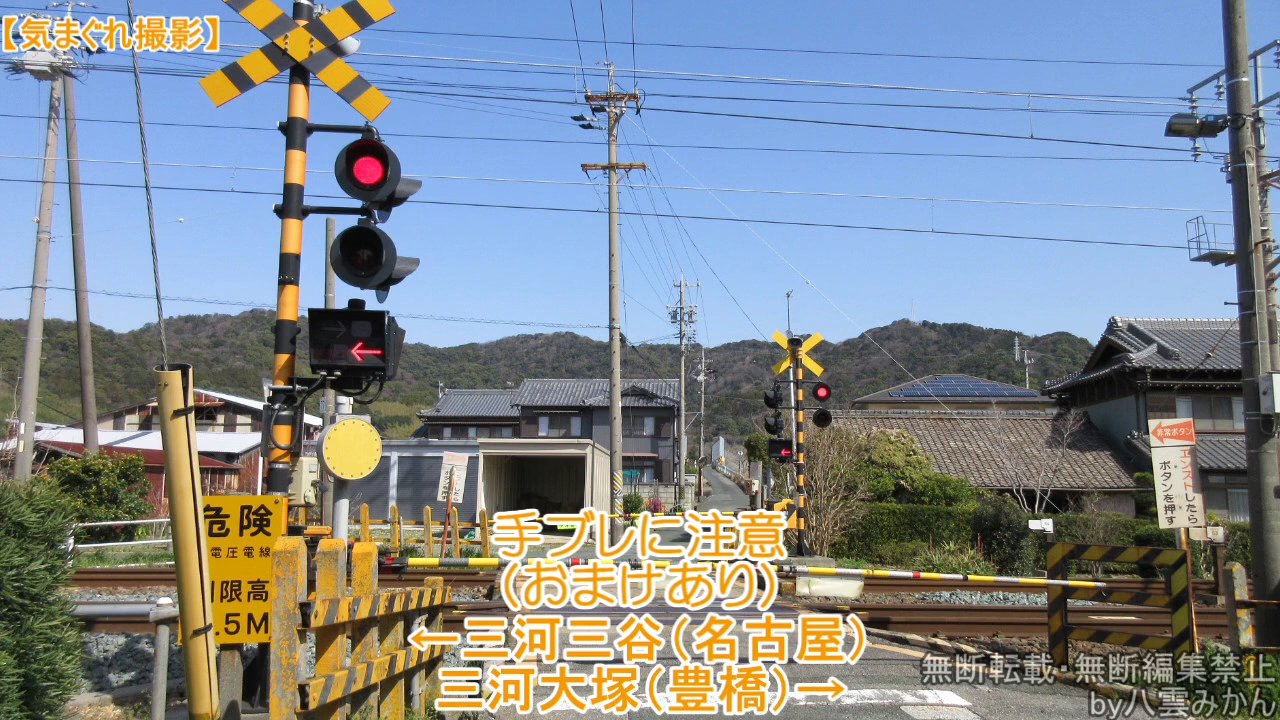 【気まぐれ撮影】
危険
電圧電線
制限高
.5M
非常ボタン
エンストしたら
ボタンを押す
手ブレに注意
(おまけあり)
←三河三谷(名古屋)
三河大塚(豊橋)→
無断転載・無断編集禁止
by八雲みかん